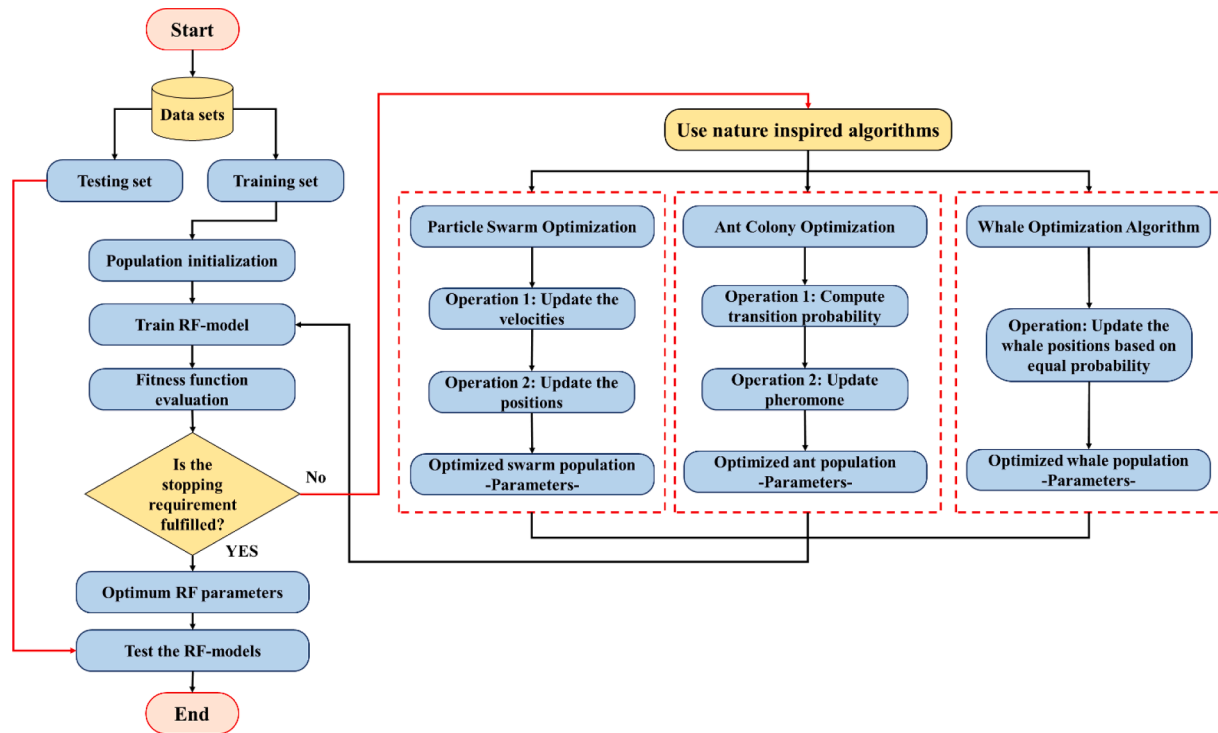 Start
Data sets
Testing set
Training set
Population initialization
Train RF-model
Fitness function
evaluation
Is the
stopping
requirement
fulfilled?
No
YES
Optimum RF parameters
Test the RF-models
End
Use nature inspired algorithms
Particle Swarm Optimization
Operation 1: Update the
velocities
Operation 2: Update the
positions
Optimized swarm population
-Parameters-
Ant Colony Optimization
Operation 1: Compute
transition probability
Operation 2: Update
pheromone
Optimized ant population
-Parameters-
Whale Optimization Algorithm
Operation: Update the
whale positions based on
equal probability
Optimized whale population
-Parameters-